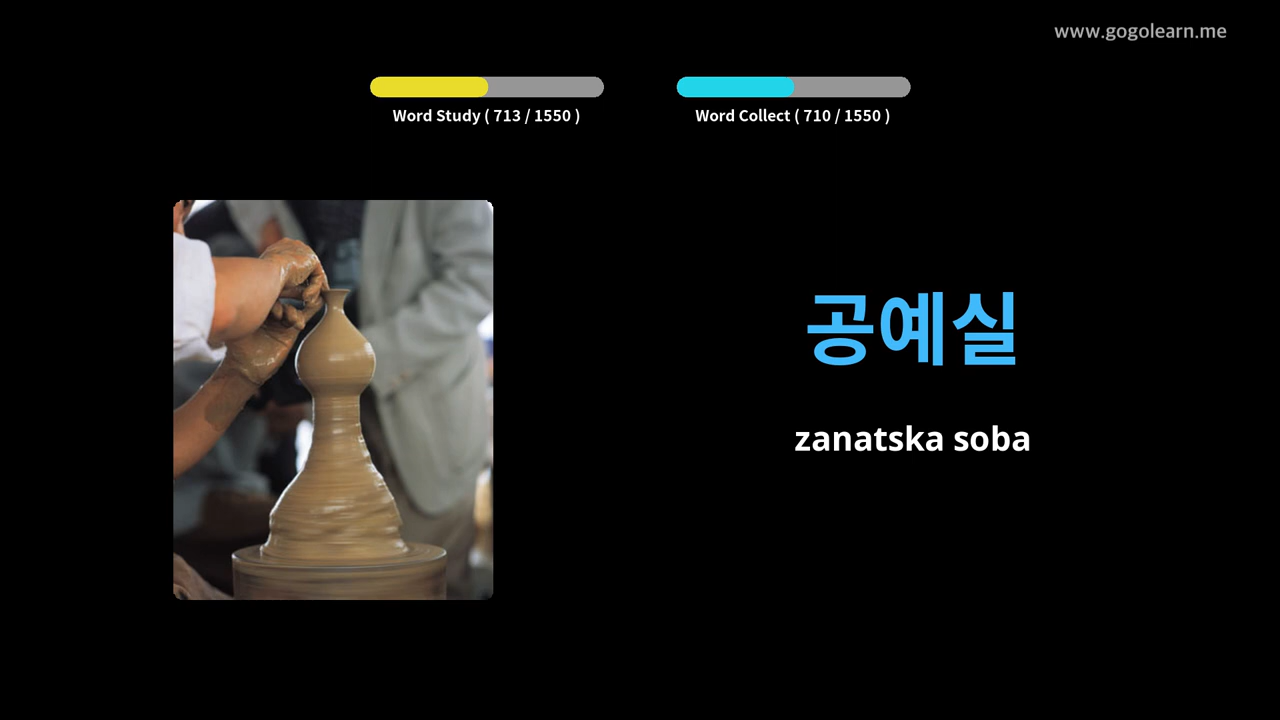 www.gogolearn.me
Word Study ( 713 / 1550 )
Word Collect ( 710 / 1550 )
공예실
zanatska soba